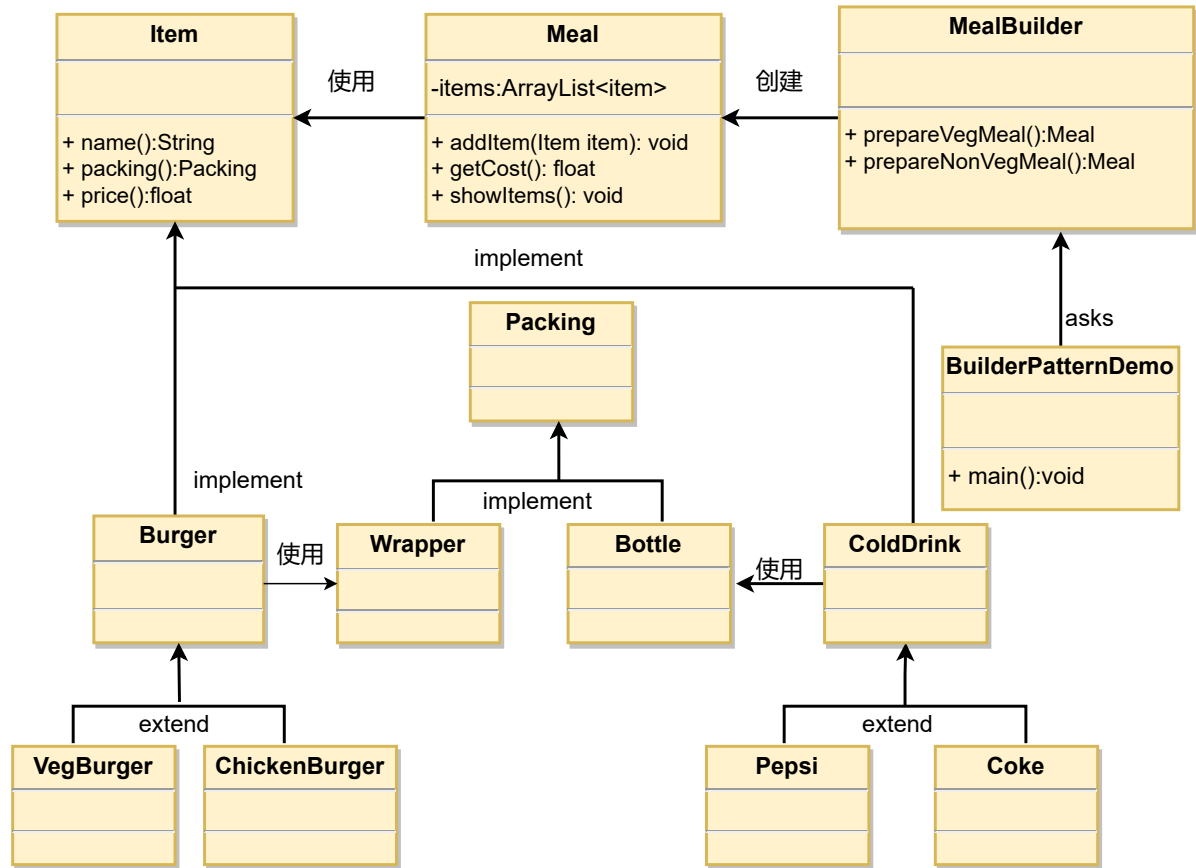 Item
+ name():String
+ packing():Packing
+ price():float
使用
Meal
-items:ArrayList<item>
+ addItem(Item item): void
+ getCost(): float
+ showItems(): void
创建
MealBuilder
+ prepareVegMeal():Meal
+ prepareNonVegMeal():Meal
implement
asks
Packing
BuilderPatternDemo
+ main():void
implement
implement
Burger
使用
Wrapper
Bottle
使用
ColdDrink
extend
extend
VegBurger
ChickenBurger
Pepsi
Coke